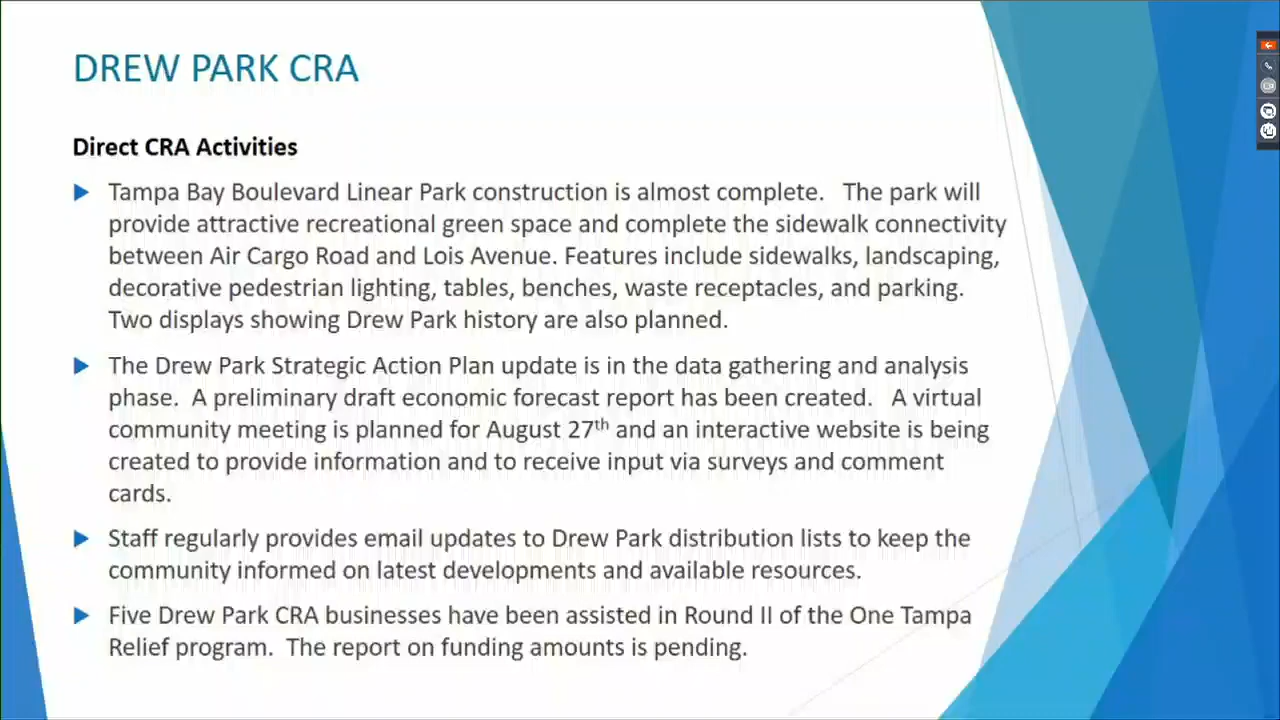 DREW PARK CRA
Direct CRA Activities
Tampa Bay Boulevard Linear Park construction is almost complete. The park will
provide attractive recreational green space and complete the sidewalk connectivity
between Air Cargo Road and Lois Avenue. Features include sidewalks, landscaping,
decorative pedestrian lighting, tables, benches, waste receptacles, and parking.
Two displays showing Drew Park history are also planned.
The Drew Park Strategic Action Plan update is in the data gathering and analysis
phase. A preliminary draft economic forecast report has been created. A virtual
community meeting is planned for August 27th and an interactive website is being
created to provide information and to receive input via surveys and comment
cards.
Staff regularly provides email updates to Drew Park distribution lists to keep the
community informed on latest developments and available resources.
Five Drew Park CRA businesses have been assisted in Round II of the One Tampa
Relief program. The report on funding amounts is pending.